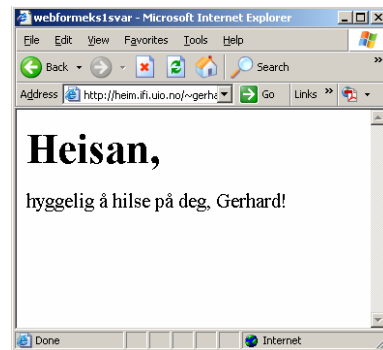 webformeks1svar - Microsoft Internet Explorer
File Edit View Favorites Tools Help
Back Search »
Address http://heim.ifi.uio.no/~gerha Go Links »
Heisan,
hyggelig å hilse på deg, Gerhard!
Done Internet